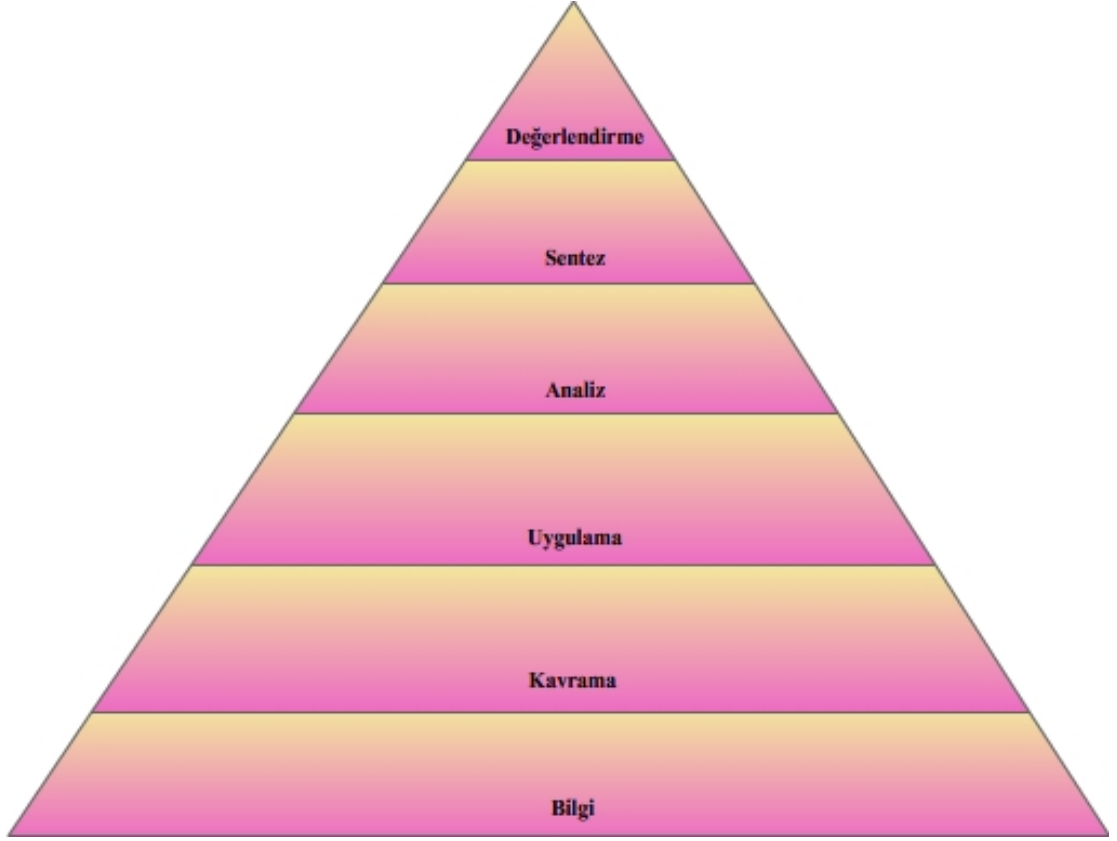 Değerlendirme
Sentez
Analiz
Uygulama
Kavrama
Bilgi